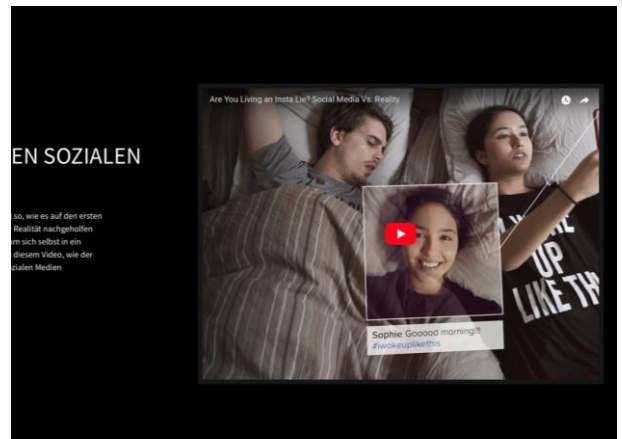 EN SOZIALEN
so, wie es auf den ersten
Realität nachgeholfen
m sich selbst in ein
diesem Video, wie der
zialen Medien
Are You Living an Insta Lie? Social Media Vs. Reality
UP
LIKE TH
Sophie Gooood morning!!!
#iwokeuplikethis